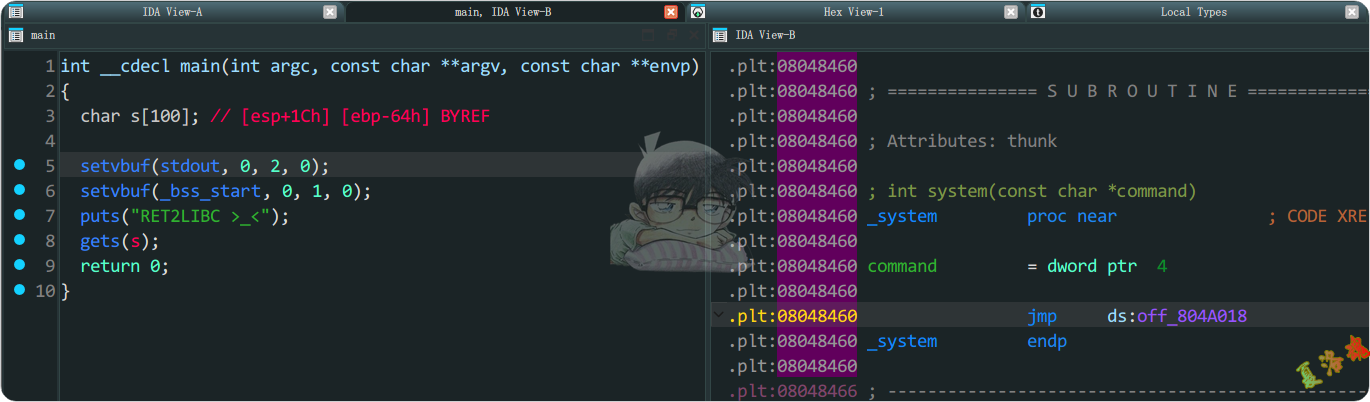 IDA View-A
main, IDA View-B
Hex View-1
Local Types
main
IDA View-B
1 int __cdecl main(int argc, const char **argv, const char **envp)
2 {
3 char s[100]; // [esp+1Ch] [ebp-64h] BYREF
4
5 setvbuf(stdout, 0, 2, 0);
6 setvbuf(_bss_start, 0, 1, 0);
7 puts("RET2LIBC >_<");
8 gets(s);
9 return 0;
10 }
.plt:08048460
.plt:08048460 ; =============== S U B R O U T I N E =============
.plt:08048460
.plt:08048460 ; Attributes: thunk
.plt:08048460
.plt:08048460 ; int system(const char *command)
.plt:08048460 _system proc near ; CODE XRE
.plt:08048460
.plt:08048460 command = dword ptr 4
.plt:08048460
.plt:08048460 jmp ds:off_804A018
.plt:08048460 _system endp
.plt:08048460
.plt:08048466 ; ---------------------------------------------